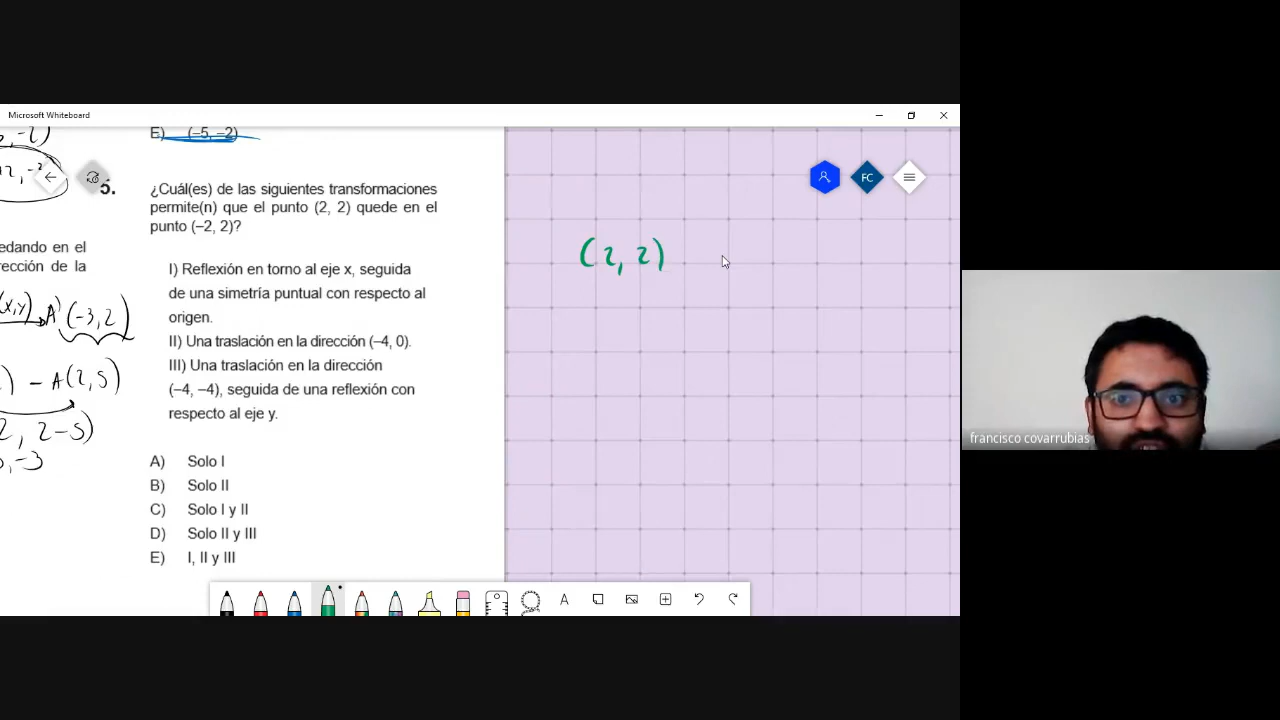 Microsoft Whiteboard
E) (–5, –2)
5.
¿Cuál(es) de las siguientes transformaciones
permite(n) que el punto (2, 2) quede en el
punto (–2, 2)?
I) Reflexión en torno al eje x, seguida
de una simetría puntual con respecto al
origen.
II) Una traslación en la dirección (–4, 0).
III) Una traslación en la dirección
(–4, –4), seguida de una reflexión con
respecto al eje y.
A) Solo I
B) Solo II
C) Solo I y II
D) Solo II y III
E) I, II y III
edando en el
rección de la
(x,y) A' (-3,2)
) - A(2,5)
2, 2-5)
,-3
(2, 2)
FC
A
francisco covarrubias